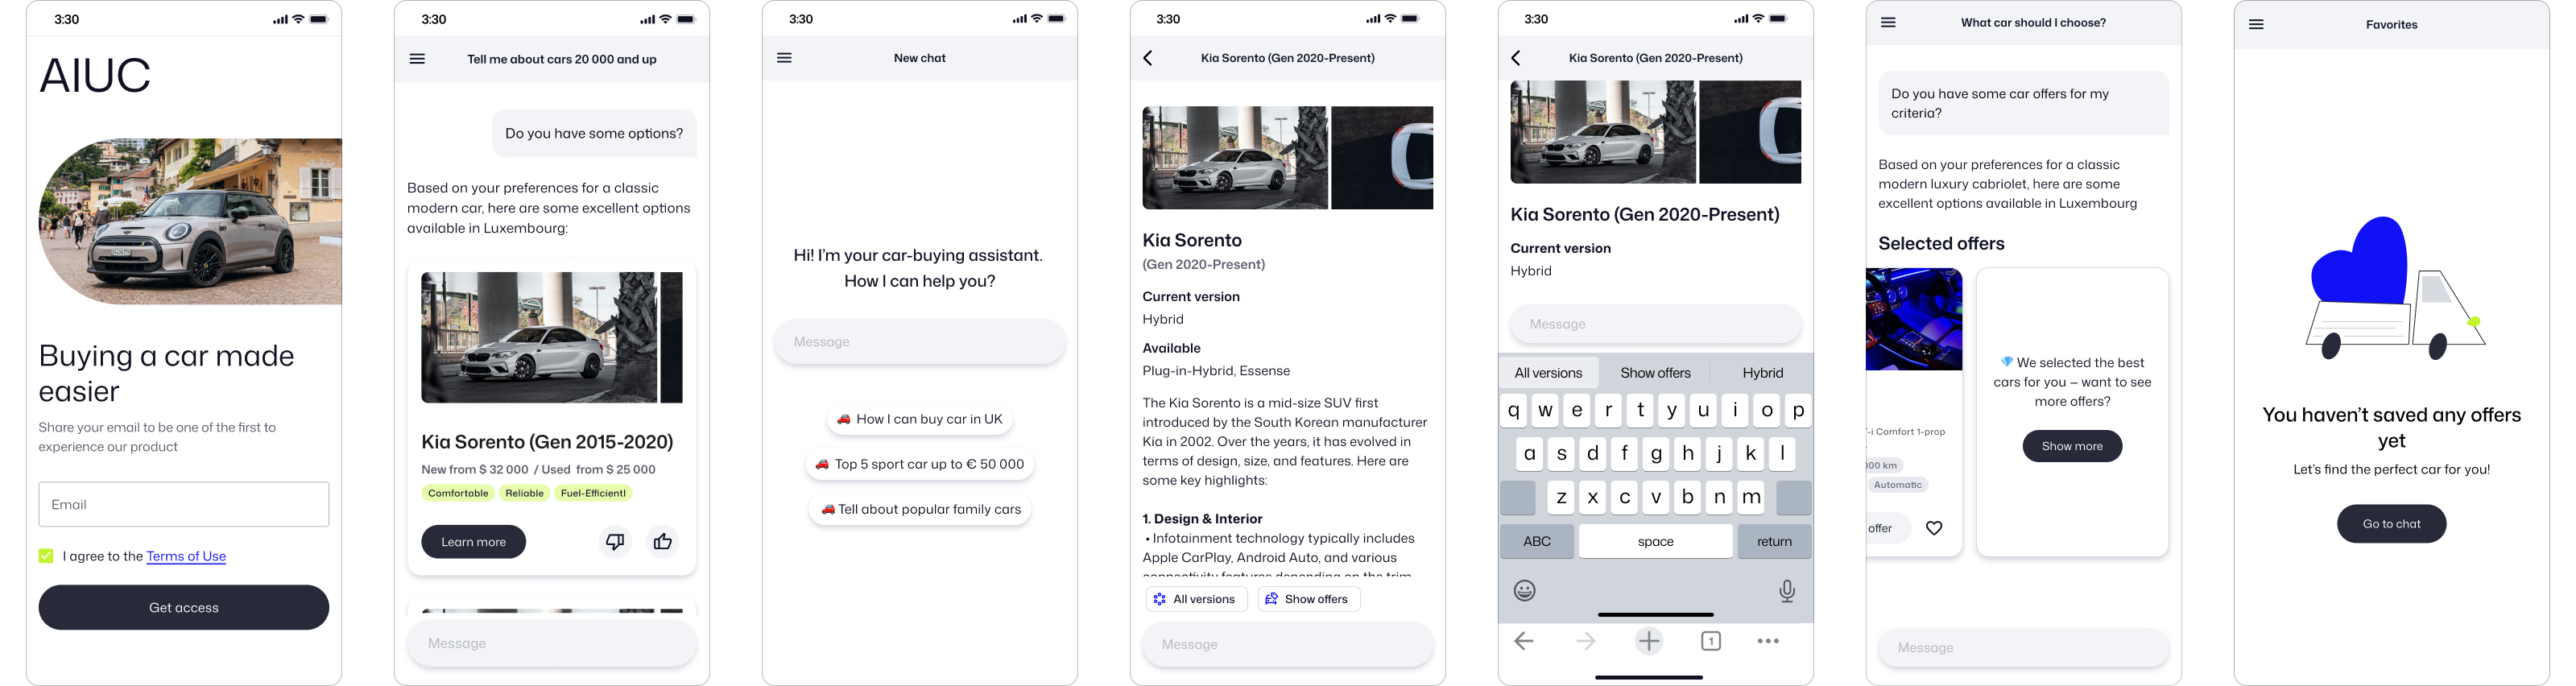 3:30
AIUC
Buying a car made
easier
Share your email to be one of the first to
experience our product
Email
I agree to the Terms of Use
Get access
3:30
Tell me about cars 20 000 and up
Do you have some options?
Based on your preferences for a classic
modern car, here are some excellent options
available in Luxembourg:
Kia Sorento (Gen 2015-2020)
New from $ 32 000 / Used from $ 25 000
Comfortable Reliable Fuel-Efficientl
Learn more
Message
3:30
New chat
Hi! I'm your car-buying assistant.
How I can help you?
Message
How I can buy car in UK
Top 5 sport car up to € 50 000
Tell about popular family cars
3:30
Kia Sorento (Gen 2020-Present)
Kia Sorento
(Gen 2020-Present)
Current version
Hybrid
Available
Plug-in-Hybrid, Essense
The Kia Sorento is a mid-size SUV first
introduced by the South Korean manufacturer
Kia in 2002. Over the years, it has evolved in
terms of design, size, and features. Here are
some key highlights:
1. Design & Interior
• Infotainment technology typically includes
Apple CarPlay, Android Auto, and various
connectivity features depending on the trim
All versions Show offers
Message
3:30
Kia Sorento (Gen 2020-Present)
Kia Sorento (Gen 2020-Present)
Current version
Hybrid
Message
All versions Show offers Hybrid
q w e r t y u i o p
a s d f g h j k l
z x c v b n m
ABC space return
1
What car should I choose?
Do you have some car offers for my
criteria?
Based on your preferences for a classic
modern luxury cabriolet, here are some
excellent options available in Luxembourg
Selected offers
-i Comfort 1-prop
000 km
Automatic
offer
💎 We selected the best
cars for you – want to see
more offers?
Show more
Message
Favorites
You haven't saved any offers
yet
Let's find the perfect car for you!
Go to chat